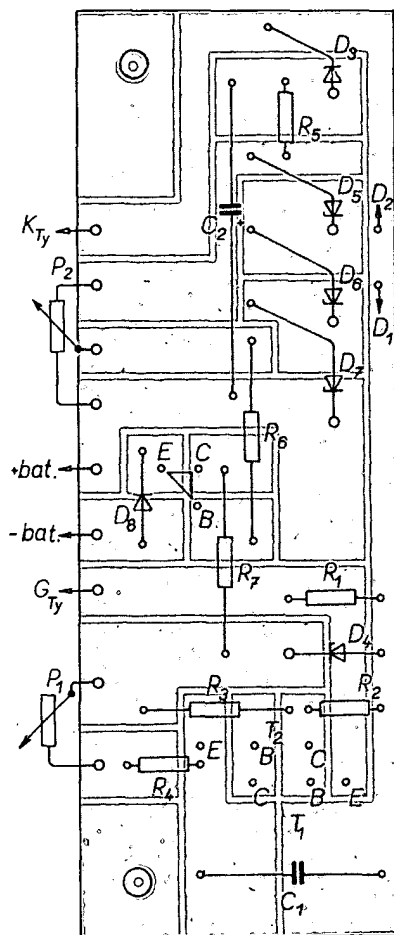 D3
R5
D5
D2
KTy
C2
+
P2
D6
D1
D7
R6
+bat.
E
C
D8
B
-bat.
R7
R1
GTy
D4
P1
R3
R2
T2
E
B
C
R4
C
B
E
T1
C1